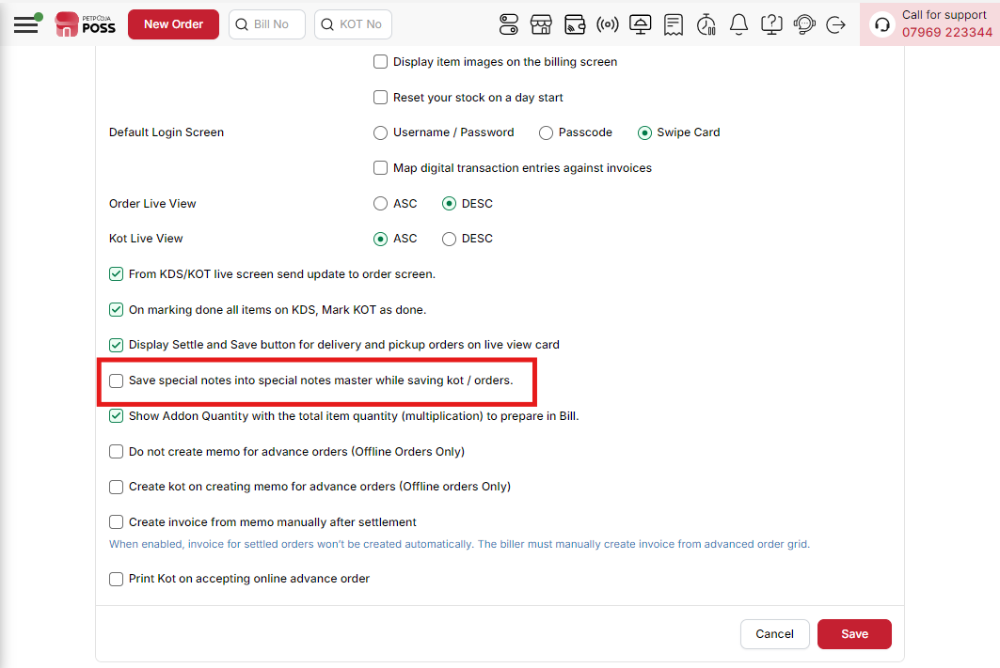 PETPOOJA
POSS
New Order
Bill No
KOT No
Call for support
07969 223344
Display item images on the billing screen
Reset your stock on a day start
Default Login Screen
Username / Password
Passcode
Swipe Card
Map digital transaction entries against invoices
Order Live View
ASC
DESC
Kot Live View
ASC
DESC
From KDS/KOT live screen send update to order screen.
On marking done all items on KDS, Mark KOT as done.
Display Settle and Save button for delivery and pickup orders on live view card
Save special notes into special notes master while saving kot / orders.
Show Addon Quantity with the total item quantity (multiplication) to prepare in Bill.
Do not create memo for advance orders (Offline Orders Only)
Create kot on creating memo for advance orders (Offline orders Only)
Create invoice from memo manually after settlement
When enabled, invoice for settled orders won't be created automatically. The biller must manually create invoice from advanced order grid.
Print Kot on accepting online advance order
Cancel
Save